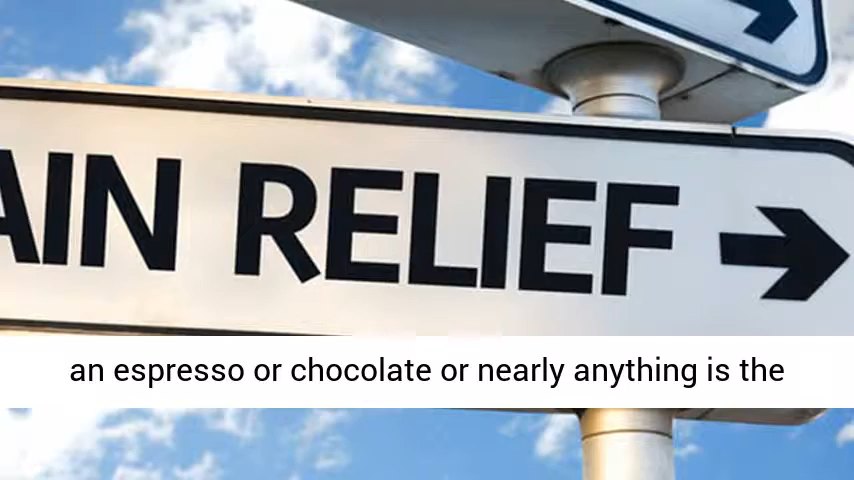 AIN RELIEF
an espresso or chocolate or nearly anything is the